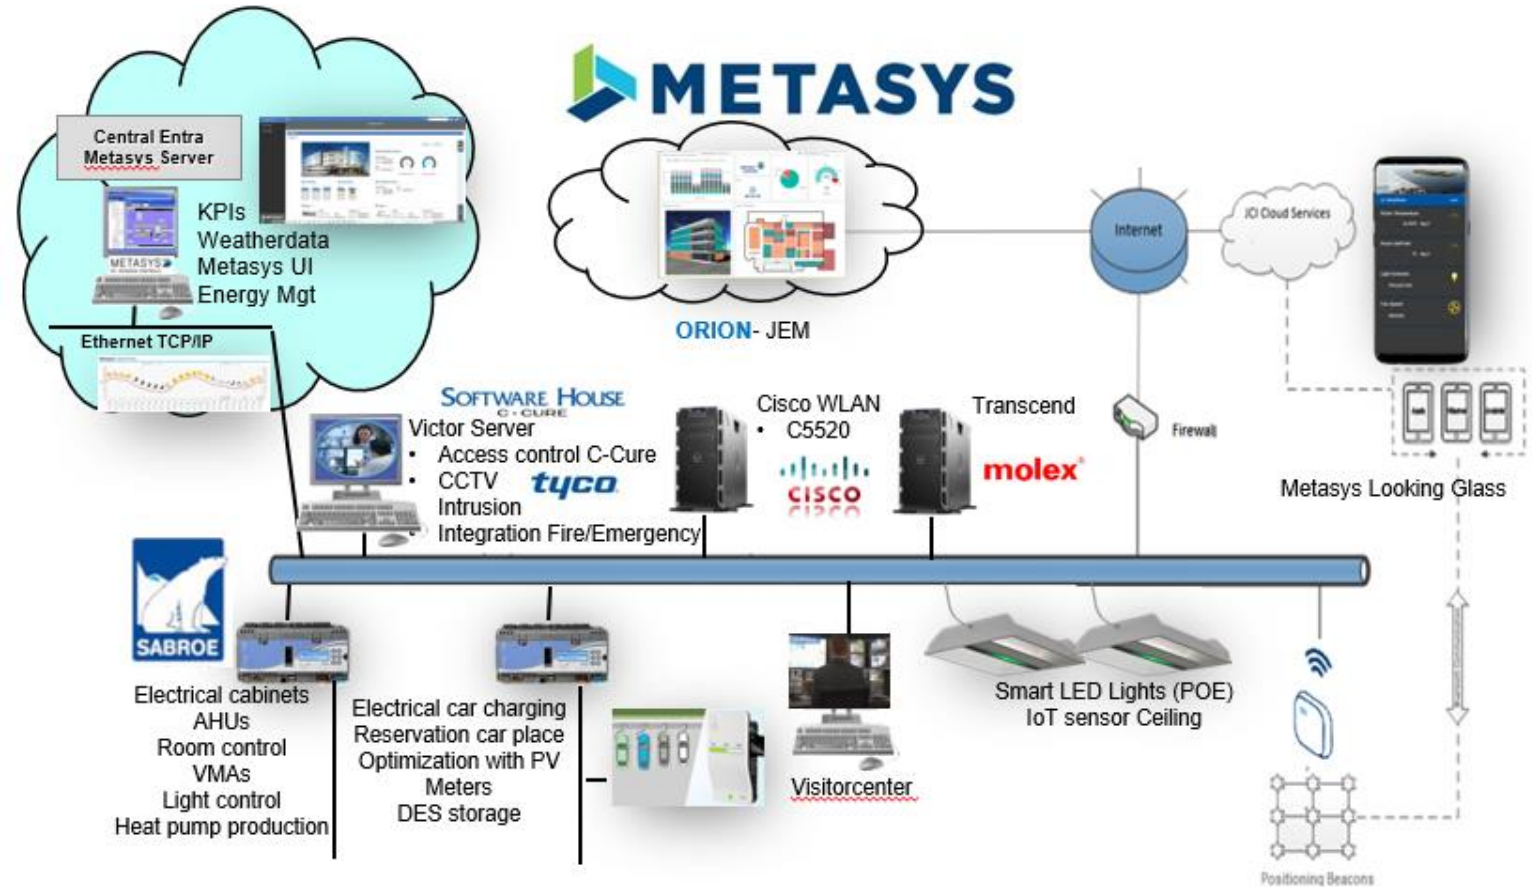 METASYS
Central Entra
Metasys Server
METASYS
KPIs
Weatherdata
Metasys UI
Energy Mgt
Ethernet TCP/IP
ORION- JEM
Internet
JCI Cloud Services
Firewall
Metasys Looking Glass
SOFTWARE HOUSE
C•CURE
Victor Server
• Access control C-Cure
• CCTV
tyco
Intrusion
• Integration Fire/Emergency
Cisco WLAN
• C5520
CISCO
Transcend
molex
SABROE
Electrical cabinets
AHUs
Room control
VMAs
Light control
Heat pump production
Electrical car charging
Reservation car place
Optimization with PV
Meters
DES storage
Visitorcenter
Smart LED Lights (POE)
IoT sensor Ceiling
Positioning Beacons